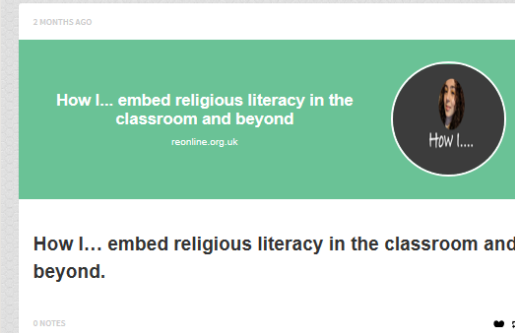 2 MONTHS AGO
How I... embed religious literacy in the
classroom and beyond
reonline.org.uk
How I....
How I... embed religious literacy in the classroom and
beyond.
0 NOTES